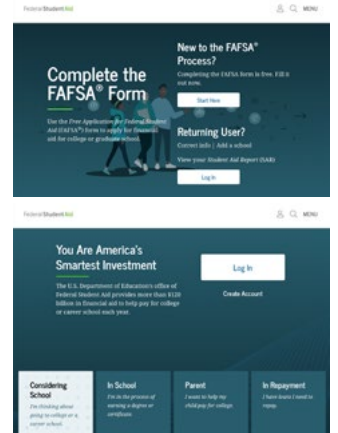 Federal Student Aid
MENU
Complete the
FAFSA® Form
Use the Free Application for Federal Student
Aid (FAFSA®) form to apply for financial
aid for college or graduate school.
New to the FAFSA®
Process?
Completing the FAFSA form is free. Fill it
out now.
Start New
Returning User?
Correct info | Add a school
View your Student Aid Report (SAR)
Log In
Federal Student Aid
MENU
You Are America's
Smartest Investment
The U.S. Department of Education's office of
Federal Student Aid provides more than $120
billion in financial aid to help pay for college
or career school each year.
Log In
Create Account
Considering
School
I'm thinking about
going to college or a
career school.
In School
I'm in the process of
earning a degree or
certificate.
Parent
I want to help my
child pay for college.
In Repayment
I have loans I need to
repay.